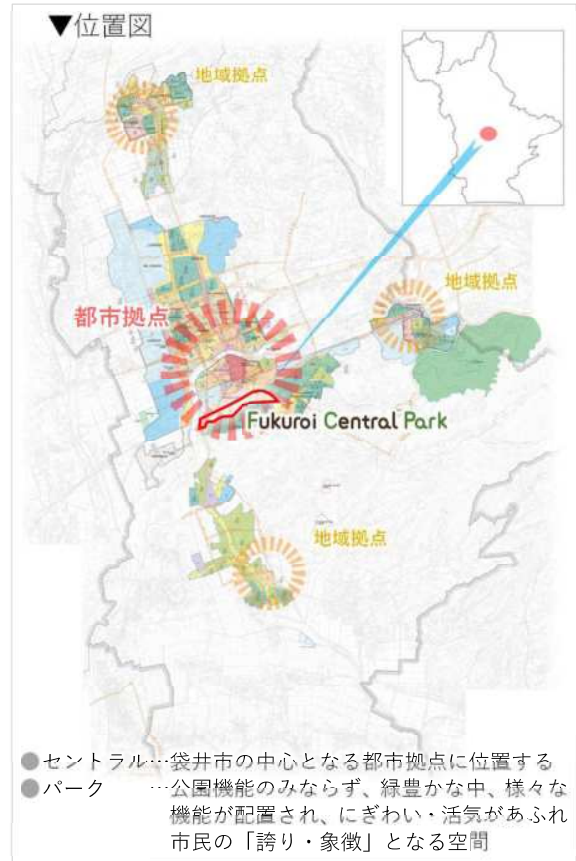 ▼位置図
地域拠点
地域拠点
都市拠点
Fukuroi Central Park
地域拠点
●セントラル…袋井市の中心となる都市拠点に位置する
●パーク …公園機能のみならず、緑豊かな中、様々な
機能が配置され、にぎわい・活気があふれ
市民の「誇り・象徴」となる空間